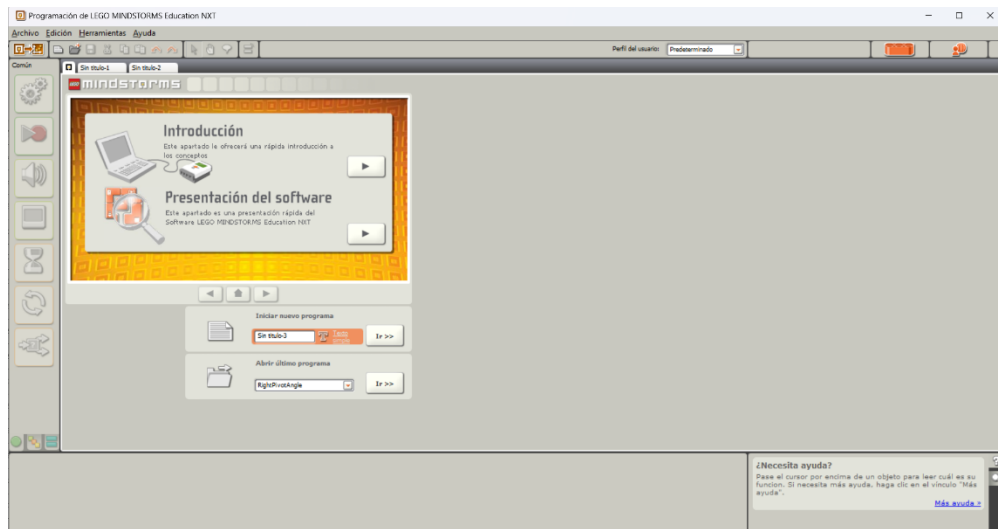 Programación de LEGO MINDSTORMS Education NXT
Archivo Edición Herramientas Ayuda
Perfil del usuario: Predeterminado
Común
Sin título-1 Sin título-2
LEGO mindstorms
Introducción
Este apartado le ofrecerá una rápida introducción a
los conceptos
Presentación del software
Este apartado es una presentación rápida del
Software LEGO MINDSTORMS Education NXT
Iniciar nuevo programa
Sin título-3
Ir >>
Abrir último programa
RightPivotAngle
Ir >>
¿Necesita ayuda?
Pase el cursor por encima de un objeto para leer cuál es su
funcion. Si necesita más ayuda, haga clic en el vínculo "Más
ayuda".
Más ayuda »